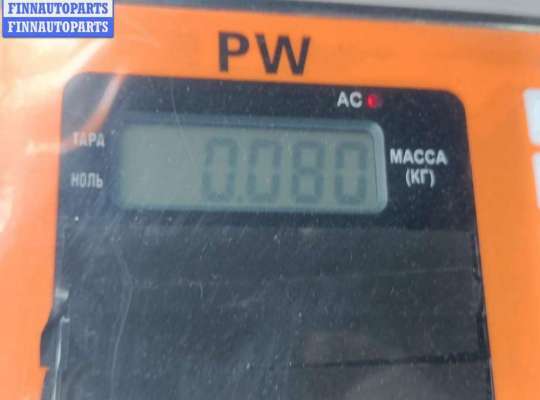 FINNAUTOPARTS
FINNAUTOPARTS
PW
AC
ТАРА
НОЛЬ
0.080
МАССА
(КГ)